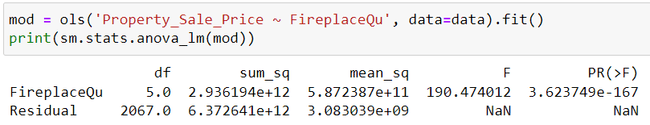 mod = ols('Property_Sale_Price ~ FireplaceQu', data=data).fit()
print(sm.stats.anova_lm(mod))
df sum_sq mean_sq F PR(>F)
FireplaceQu 5.0 2.936194e+12 5.872387e+11 190.474012 3.623749e-167
Residual 2067.0 6.372641e+12 3.083039e+09 NaN NaN